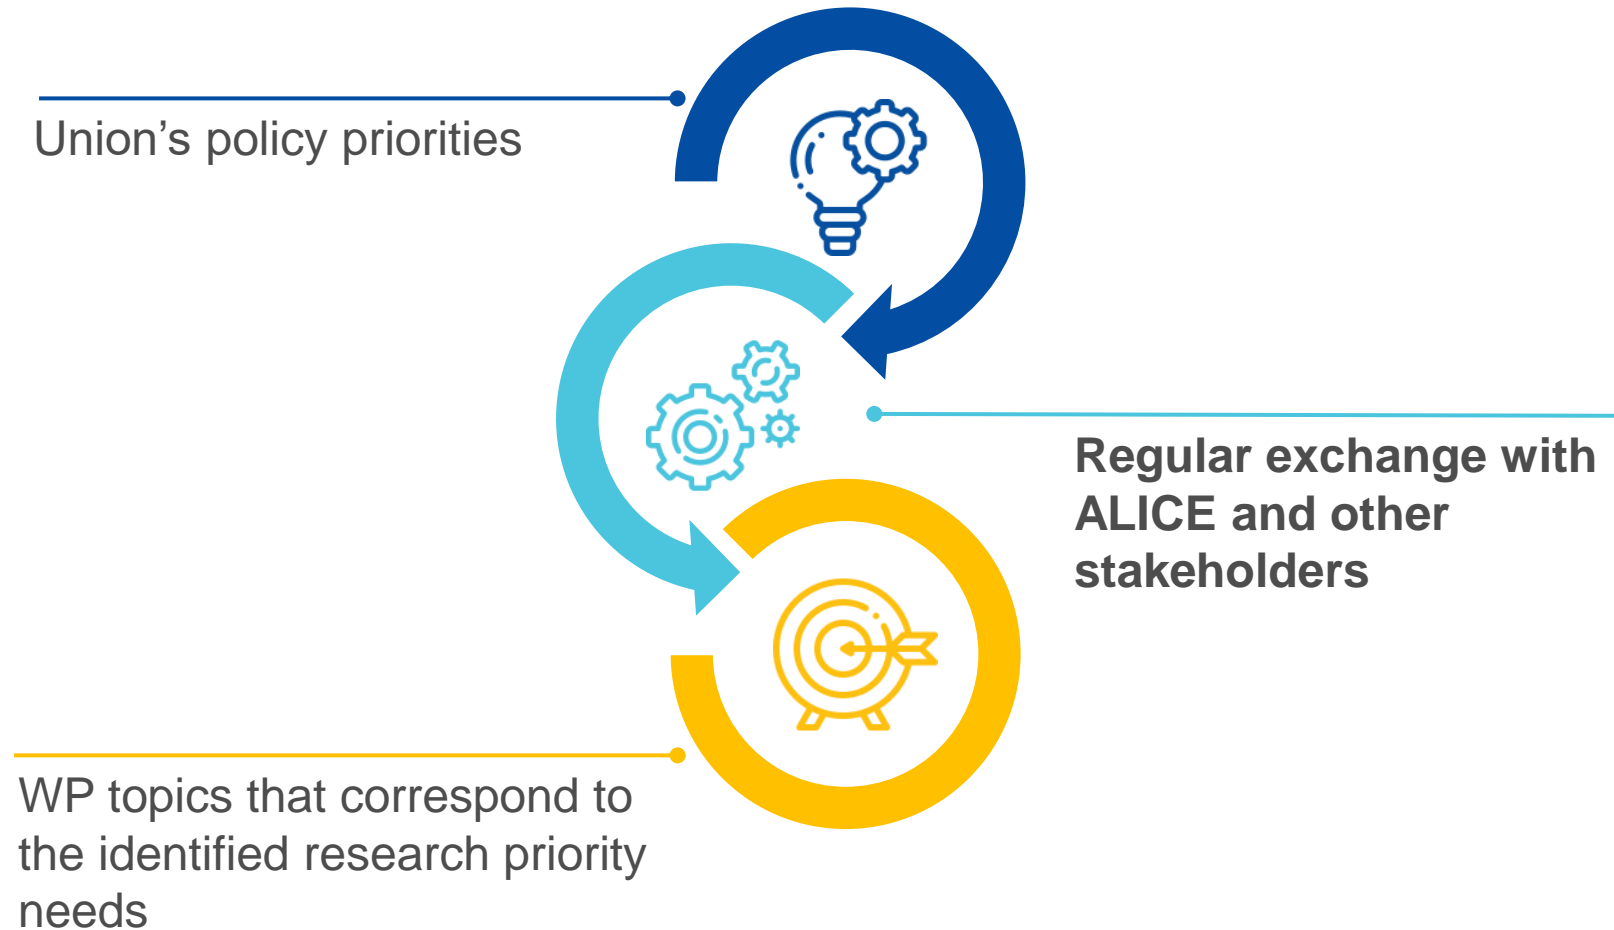 Union’s policy priorities
Regular exchange with
ALICE and other
stakeholders
WP topics that correspond to
the identified research priority
needs